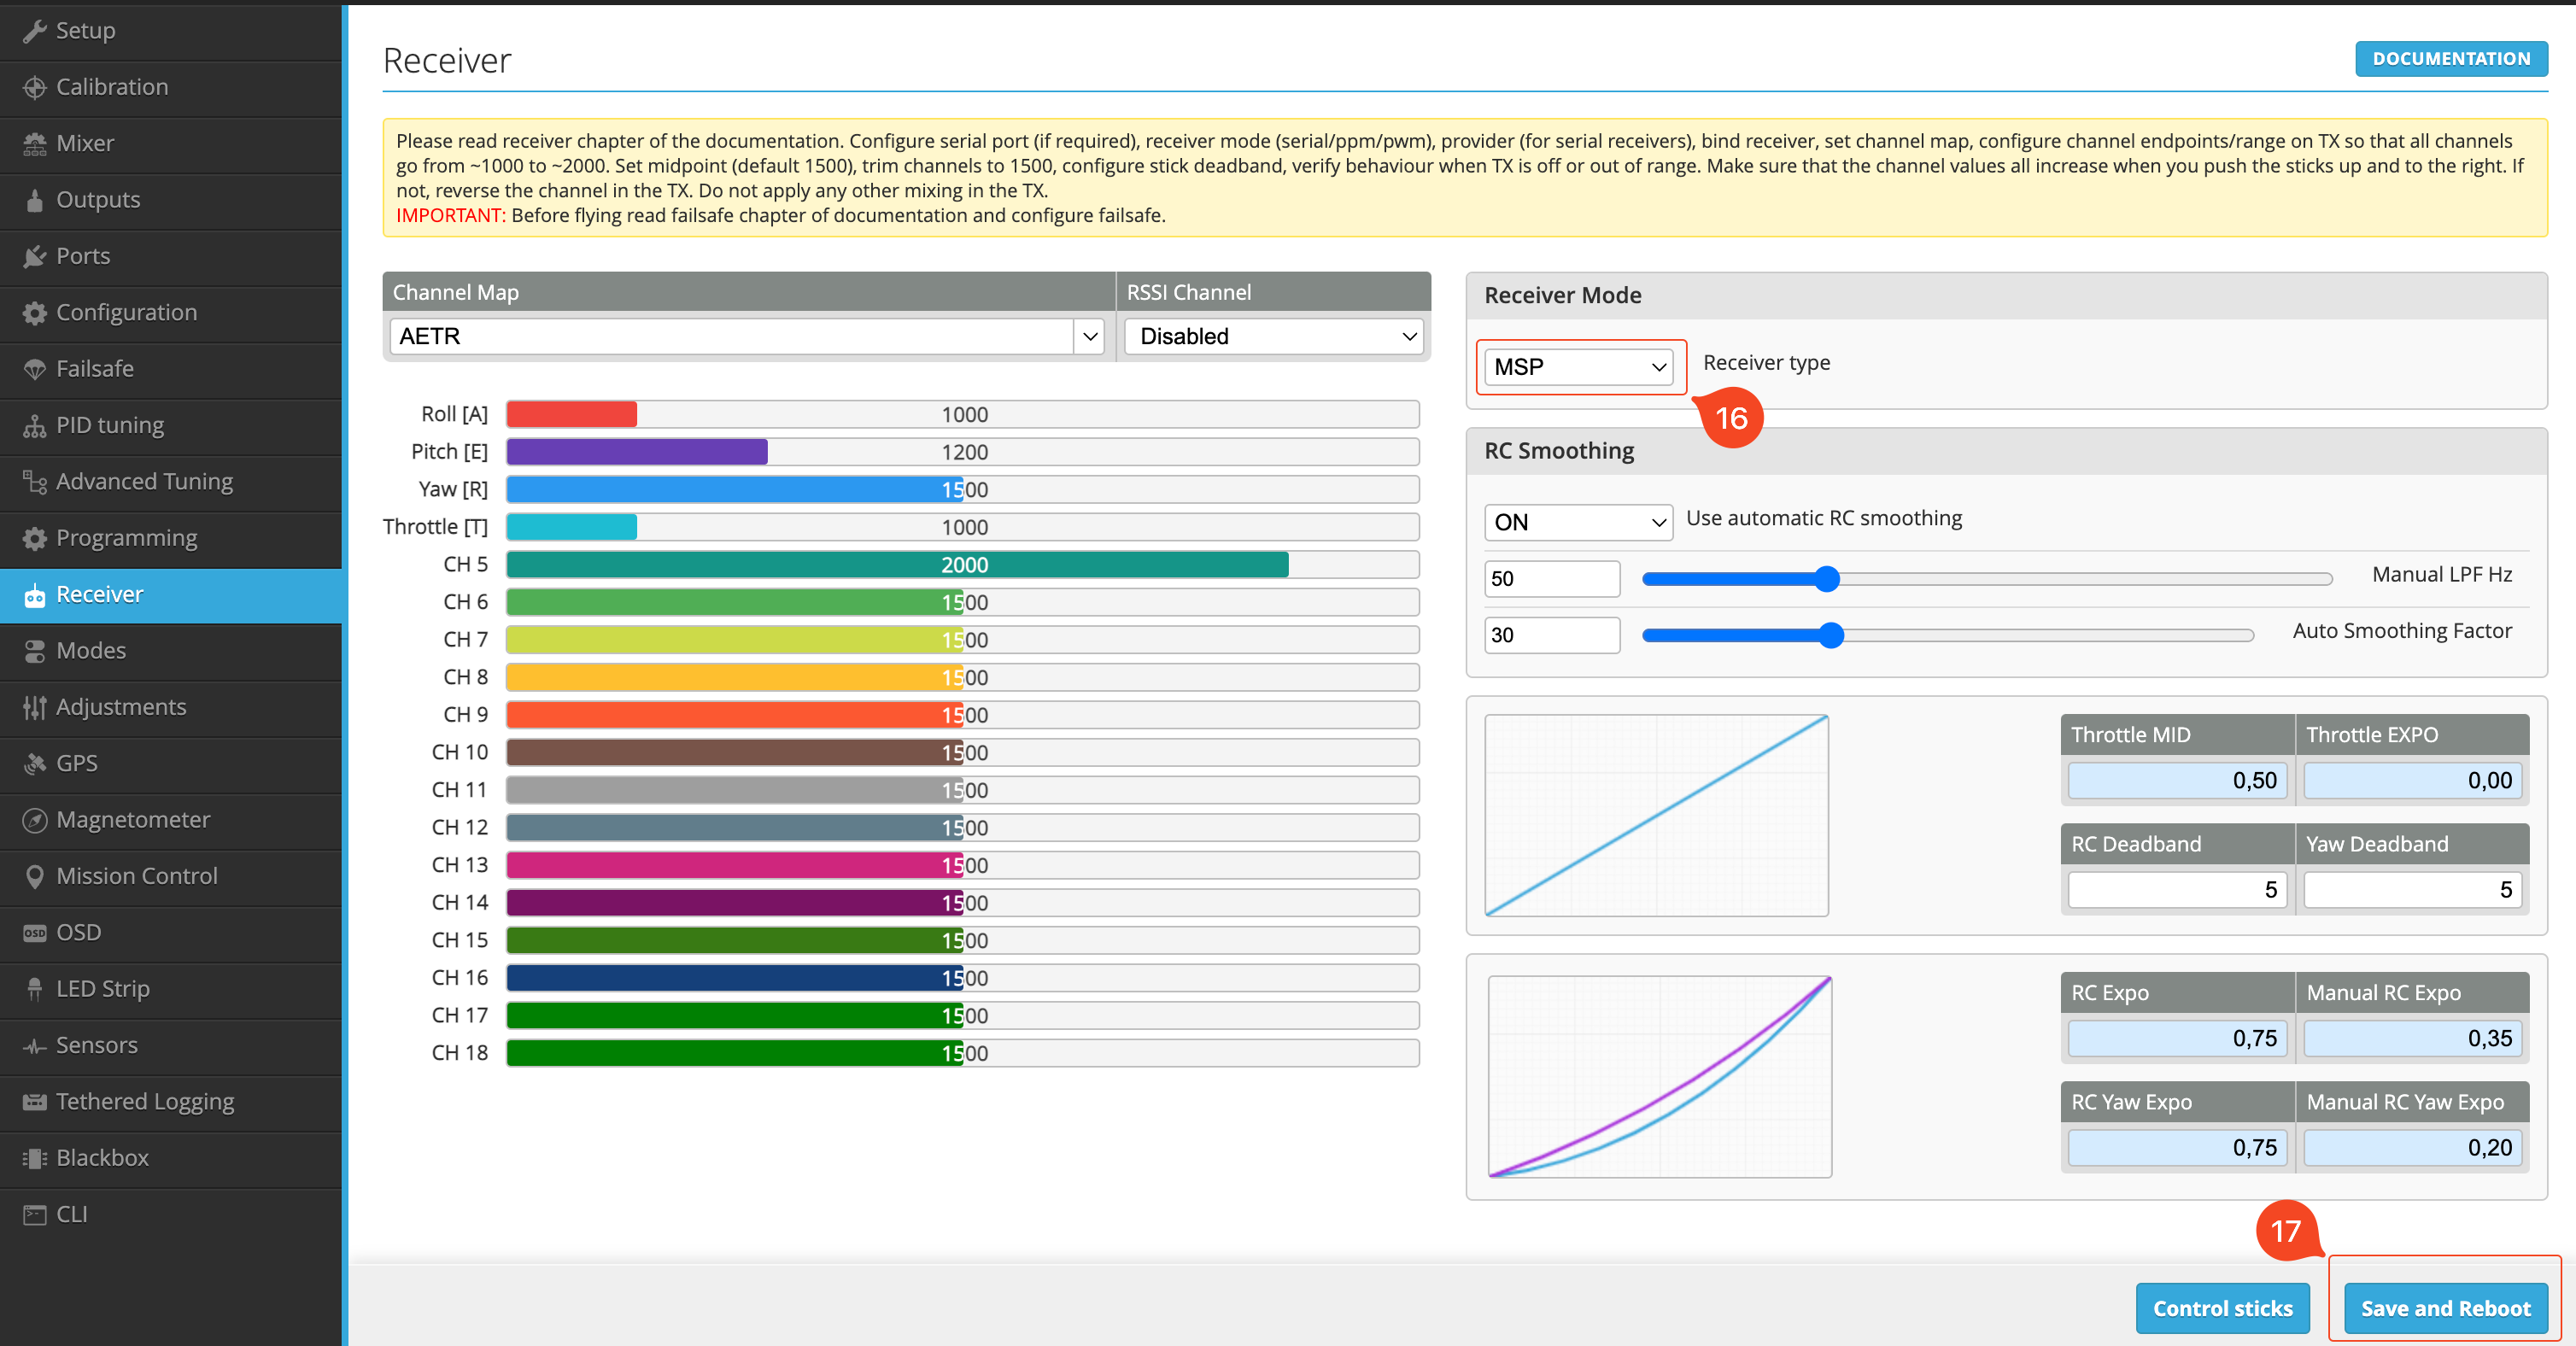 Setup
Calibration
Mixer
Outputs
Ports
Configuration
Failsafe
PID tuning
Advanced Tuning
Programming
Receiver
Modes
Adjustments
GPS
Magnetometer
Mission Control
OSD
OSD
LED Strip
Sensors
Tethered Logging
Blackbox
CLI
Receiver
DOCUMENTATION
Please read receiver chapter of the documentation. Configure serial port (if required), receiver mode (serial/ppm/pwm), provider (for serial receivers), bind receiver, set channel map, configure channel endpoints/range on TX so that all channels
go from ~1000 to ~2000. Set midpoint (default 1500), trim channels to 1500, configure stick deadband, verify behaviour when TX is off or out of range. Make sure that the channel values all increase when you push the sticks up and to the right. If
not, reverse the channel in the TX. Do not apply any other mixing in the TX.
IMPORTANT: Before flying read failsafe chapter of documentation and configure failsafe.
Channel Map RSSI Channel
AETR Disabled
Roll [A] 1000
Pitch [E] 1200
Yaw [R] 1500
Throttle [T] 1000
CH 5 2000
CH 6 1500
CH 7 1500
CH 8 1500
CH 9 1500
CH 10 1500
CH 11 1500
CH 12 1500
CH 13 1500
CH 14 1500
CH 15 1500
CH 16 1500
CH 17 1500
CH 18 1500
Receiver Mode
MSP Receiver type
16
RC Smoothing
ON Use automatic RC smoothing
50 Manual LPF Hz
30 Auto Smoothing Factor
Throttle MID Throttle EXPO
0,50 0,00
RC Deadband Yaw Deadband
5 5
RC Expo Manual RC Expo
0,75 0,35
RC Yaw Expo Manual RC Yaw Expo
0,75 0,20
17
Control sticks Save and Reboot